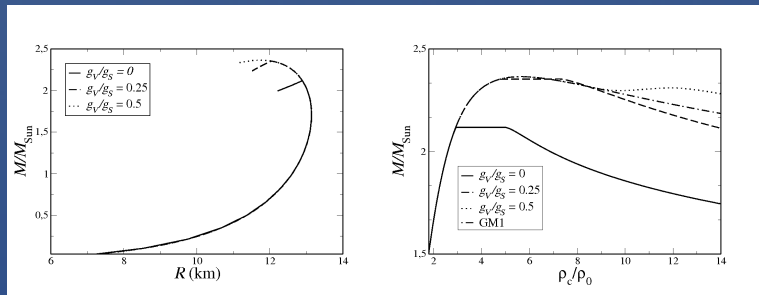 2,5
2
1,5
1
0,5
M/M_Sun
g_V/g_S = 0
g_V/g_S = 0.25
g_V/g_S = 0.5
6 8 10 12 14
R (km)
2
1,5
M/M_Sun
g_V/g_S = 0
g_V/g_S = 0.25
g_V/g_S = 0.5
GM1
2 4 6 8 10 12 14
ρ_c/ρ_0